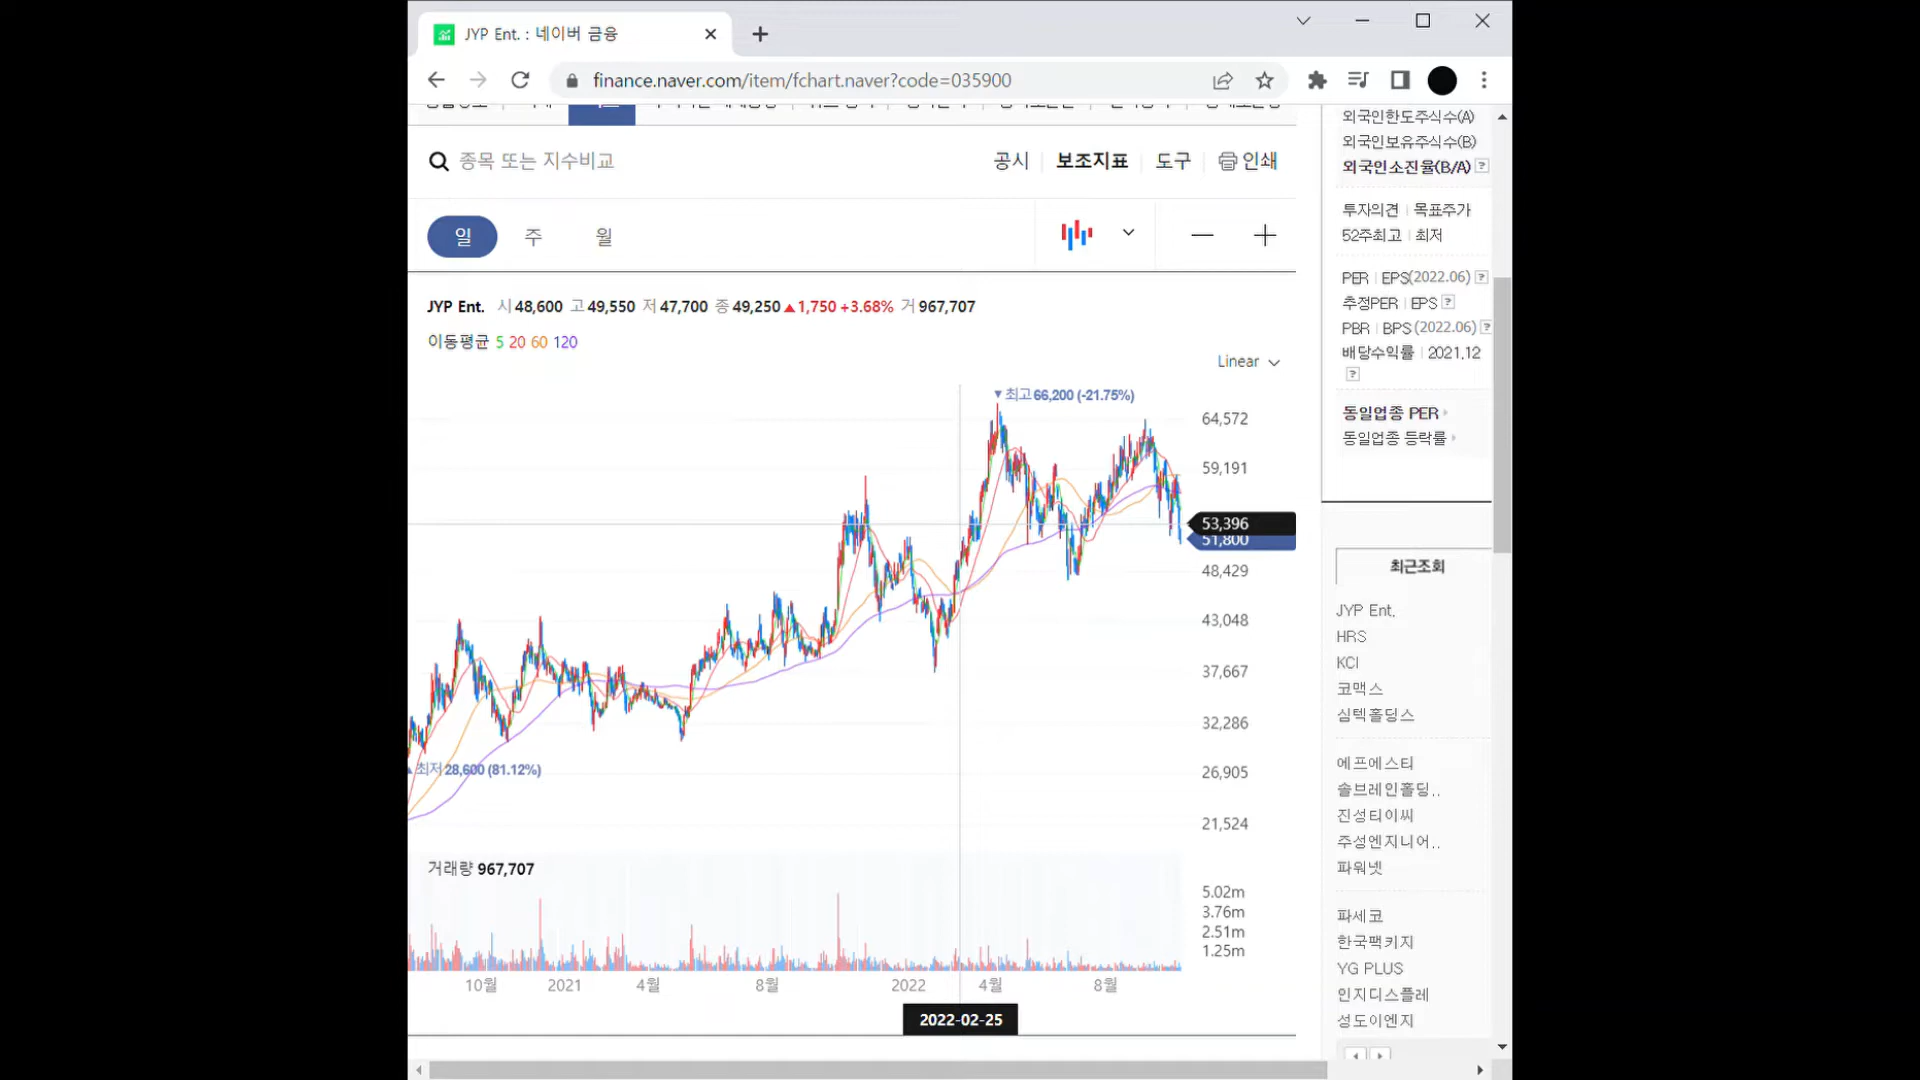 JYP Ent. : 네이버 금융
finance.naver.com/item/fchart.naver?code=035900
종목 또는 지수비교
공시 보조지표 도구 인쇄
일 주 월
JYP Ent. 시 48,600 고 49,550 저 47,700 종 49,250 ▲1,750 +3.68% 거 967,707
이동평균 5 20 60 120
Linear
▼최고 66,200 (-21.75%)
64,572
59,191
53,396
51,800
48,429
43,048
37,667
32,286
26,905
21,524
▲최저 28,600 (81.12%)
거래량 967,707
5.02m
3.76m
2.51m
1.25m
10월 2021 4월 8월 2022 4월 8월
2022-02-25
외국인한도주식수(A)
외국인보유주식수(B)
외국인소진율(B/A) ?
투자의견 | 목표주가
52주최고 | 최저
PER | EPS(2022.06) ?
추정PER | EPS ?
PBR | BPS (2022.06) ?
배당수익률 | 2021.12
?
동일업종 PER
동일업종 등락률
최근조회
JYP Ent.
HRS
KCI
코맥스
심텍홀딩스
에프에스티
솔브레인홀딩..
진성티이씨
주성엔지니어..
파워넷
파세코
한국팩키지
YG PLUS
인지디스플레
성도이엔지